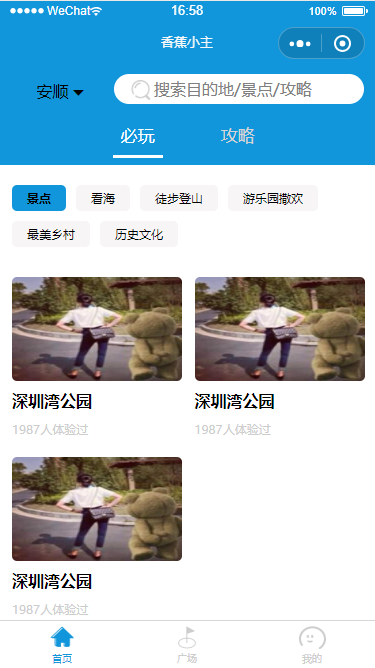 WeChat 16:58 100%
香蕉小主
安顺 搜索目的地/景点/攻略
必玩 攻略
景点 看海 徒步登山 游乐园撒欢
最美乡村 历史文化
深圳湾公园 深圳湾公园
1987人体验过 1987人体验过
深圳湾公园
1987人体验过
首页 广场 我的